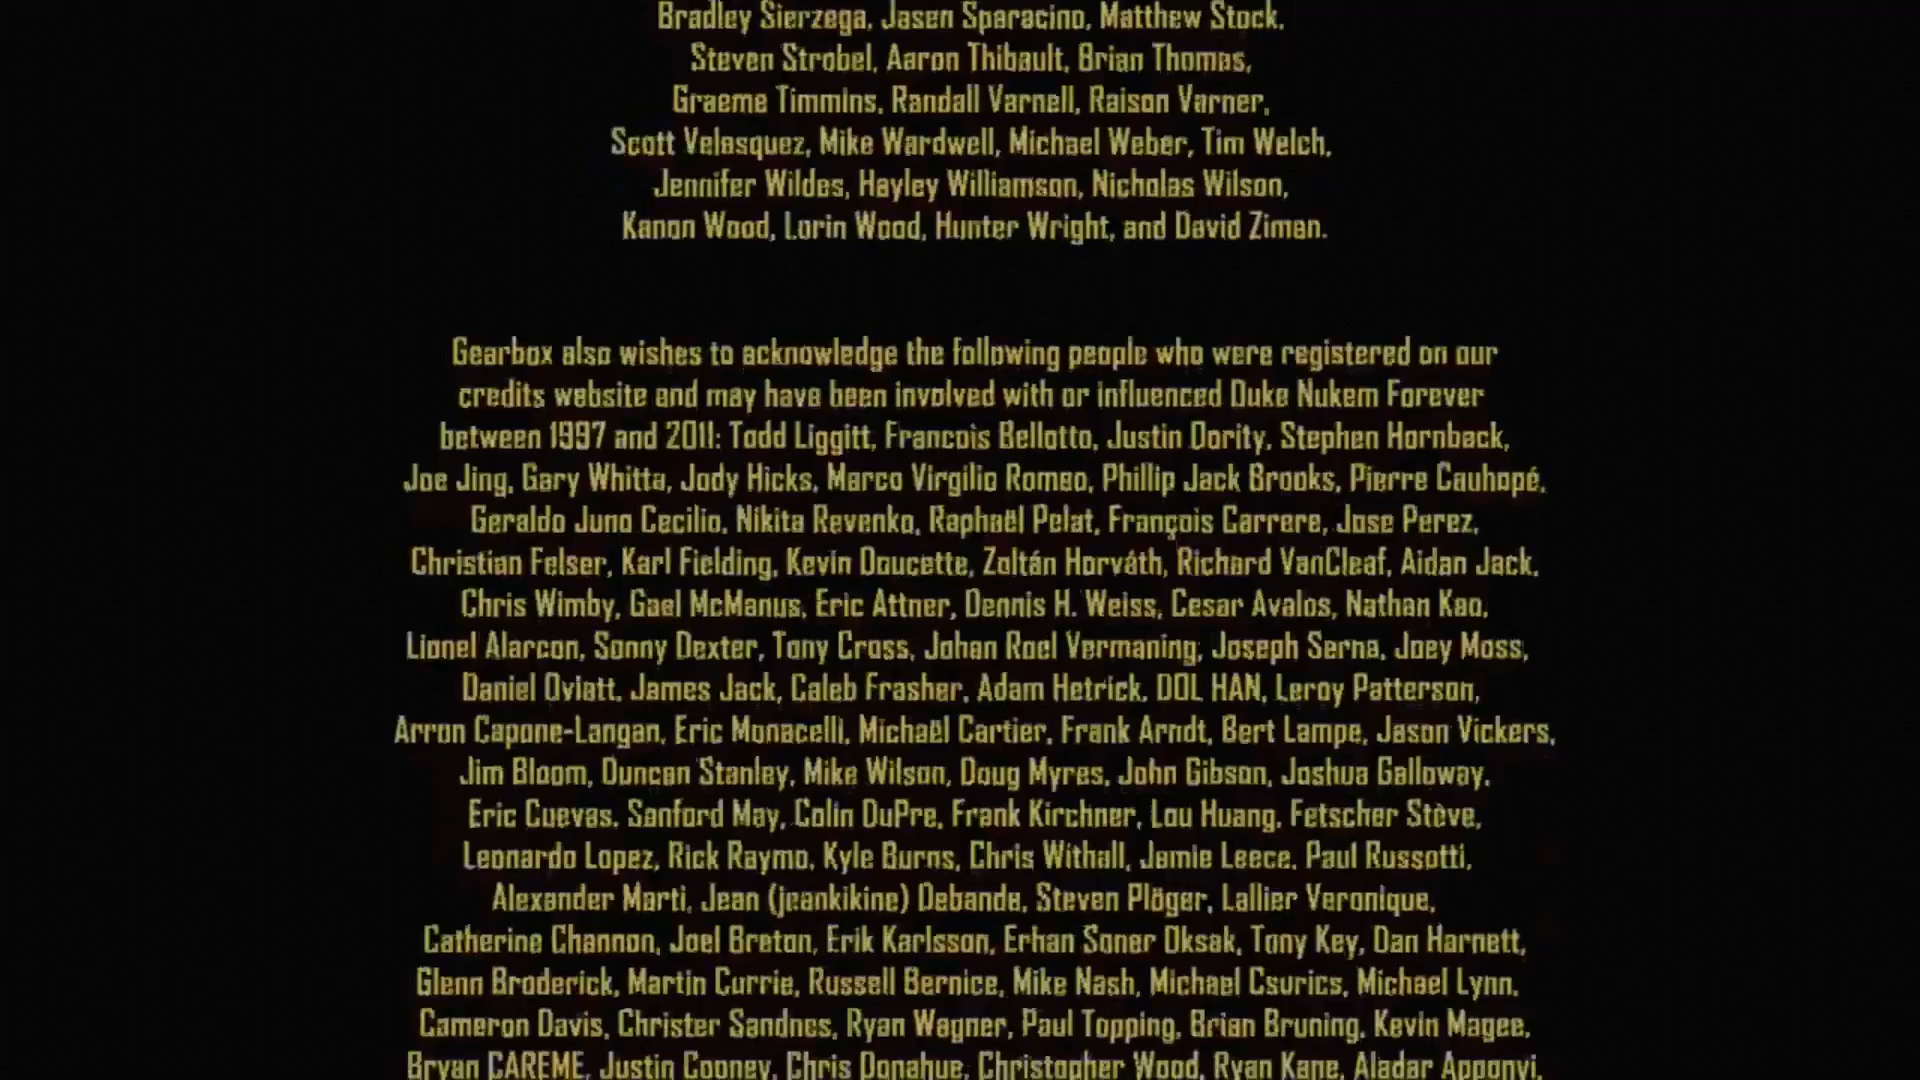 Bradley Sierzega, Jasen Sparacino, Matthew Stock,
Steven Strobel, Aaron Thibault, Brian Thomas,
Graeme Timmins, Randall Varnell, Raison Varner,
Scott Velasquez, Mike Wardwell, Michael Weber, Tim Welch,
Jennifer Wildes, Hayley Williamson, Nicholas Wilson,
Kanon Wood, Lorin Wood, Hunter Wright, and David Ziman.
Gearbox also wishes to acknowledge the following people who were registered on our
credits website and may have been involved with or influenced Duke Nukem Forever
between 1997 and 2011: Todd Liggitt, Francois Bellotto, Justin Dority, Stephen Hornback,
Joe Jing, Gary Whitta, Jody Hicks, Marco Virgilio Romeo, Phillip Jack Brooks, Pierre Cauhopé,
Geraldo Juno Cecilio, Nikita Revenko, Raphaël Pelat, François Carrere, Jose Perez,
Christian Felser, Karl Fielding, Kevin Doucette, Zoltán Horváth, Richard VanCleaf, Aidan Jack,
Chris Wimby, Gael McManus, Eric Attner, Dennis H. Weiss, Cesar Avalos, Nathan Kao,
Lionel Alarcon, Sonny Dexter, Tony Cross, Johan Roel Vermaning, Joseph Serna, Joey Moss,
Daniel Oviatt, James Jack, Caleb Frasher, Adam Hetrick, DOL HAN, Leroy Patterson,
Arron Capone-Langan, Eric Monacelli, Michaël Cartier, Frank Arndt, Bert Lampe, Jason Vickers,
Jim Bloom, Duncan Stanley, Mike Wilson, Doug Myres, John Gibson, Joshua Galloway,
Eric Cuevas, Sanford May, Colin DuPre, Frank Kirchner, Lou Huang, Fetscher Stève,
Leonardo Lopez, Rick Raymo, Kyle Burns, Chris Withall, Jamie Leece, Paul Russotti,
Alexander Marti, Jean (jeankikine) Debande, Steven Plöger, Lallier Veronique,
Catherine Channon, Joel Breton, Erik Karlsson, Erhan Soner Oksak, Tony Key, Dan Harnett,
Glenn Broderick, Martin Currie, Russell Bernice, Mike Nash, Michael Csurics, Michael Lynn,
Cameron Davis, Christer Sandnes, Ryan Wagner, Paul Topping, Brian Bruning, Kevin Magee,
Bryan CAREME, Justin Cooney, Chris Donahue, Christopher Wood, Ryan Kane, Aladar Apponyi,